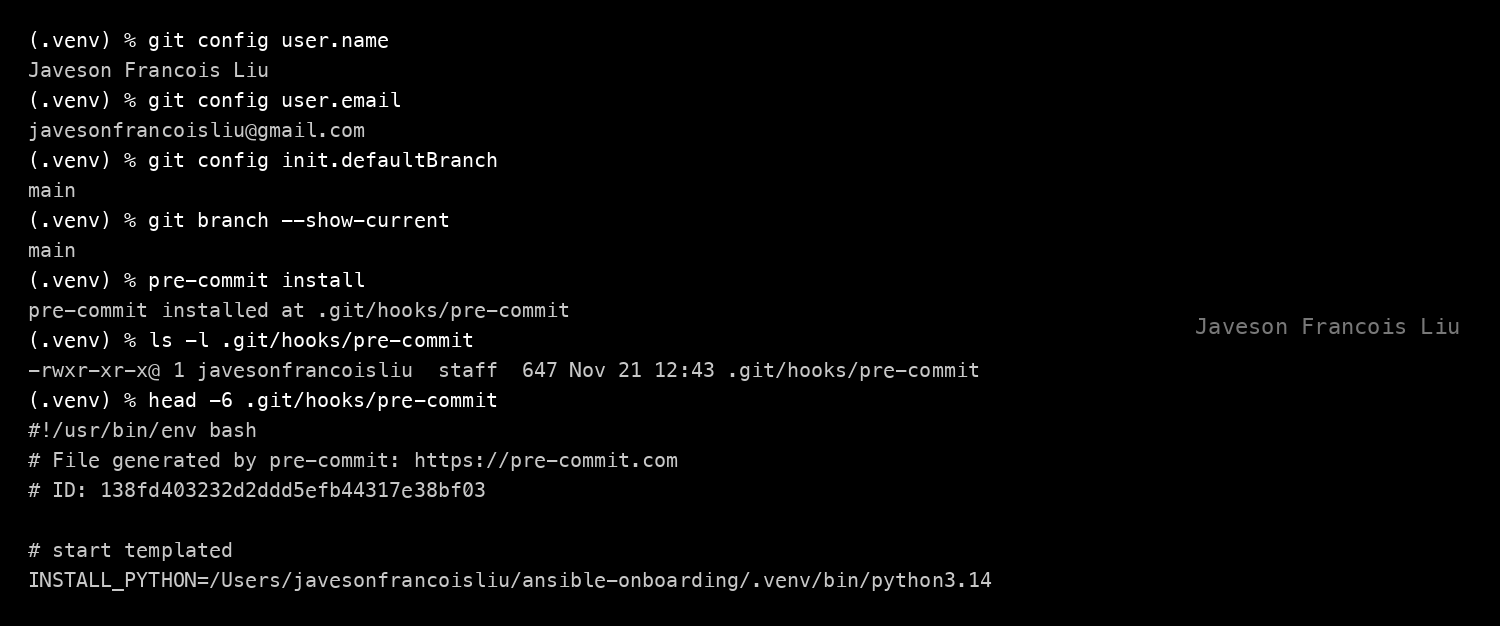 (.venv) % git config user.name
Javeson Francois Liu
(.venv) % git config user.email
javesonfrancoisliu@gmail.com
(.venv) % git config init.defaultBranch
main
(.venv) % git branch --show-current
main
(.venv) % pre-commit install
pre-commit installed at .git/hooks/pre-commit
Javeson Francois Liu
(.venv) % ls -l .git/hooks/pre-commit
-rwxr-xr-x@ 1 javesonfrancoisliu  staff  647 Nov 21 12:43 .git/hooks/pre-commit
(.venv) % head -6 .git/hooks/pre-commit
#!/usr/bin/env bash
# File generated by pre-commit: https://pre-commit.com
# ID: 138fd403232d2ddd5efb44317e38bf03

# start templated
INSTALL_PYTHON=/Users/javesonfrancoisliu/ansible-onboarding/.venv/bin/python3.14